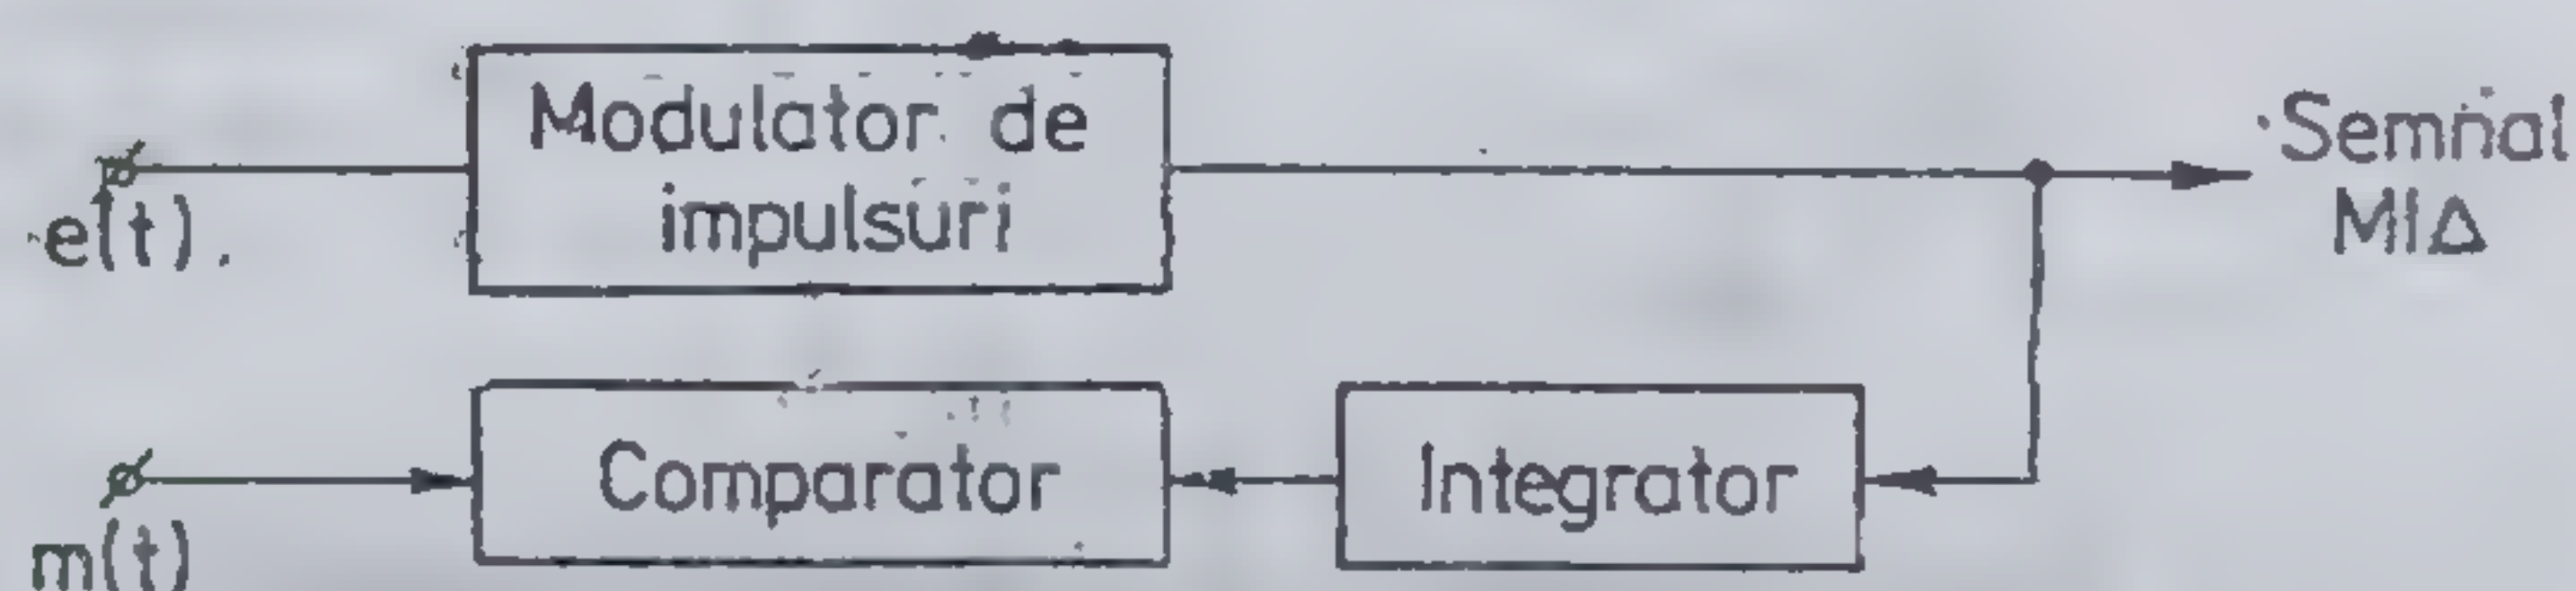 Modulator de
impulsuri
e(t)
Semnal
MIΔ
Comparator
Integrator
m(t)